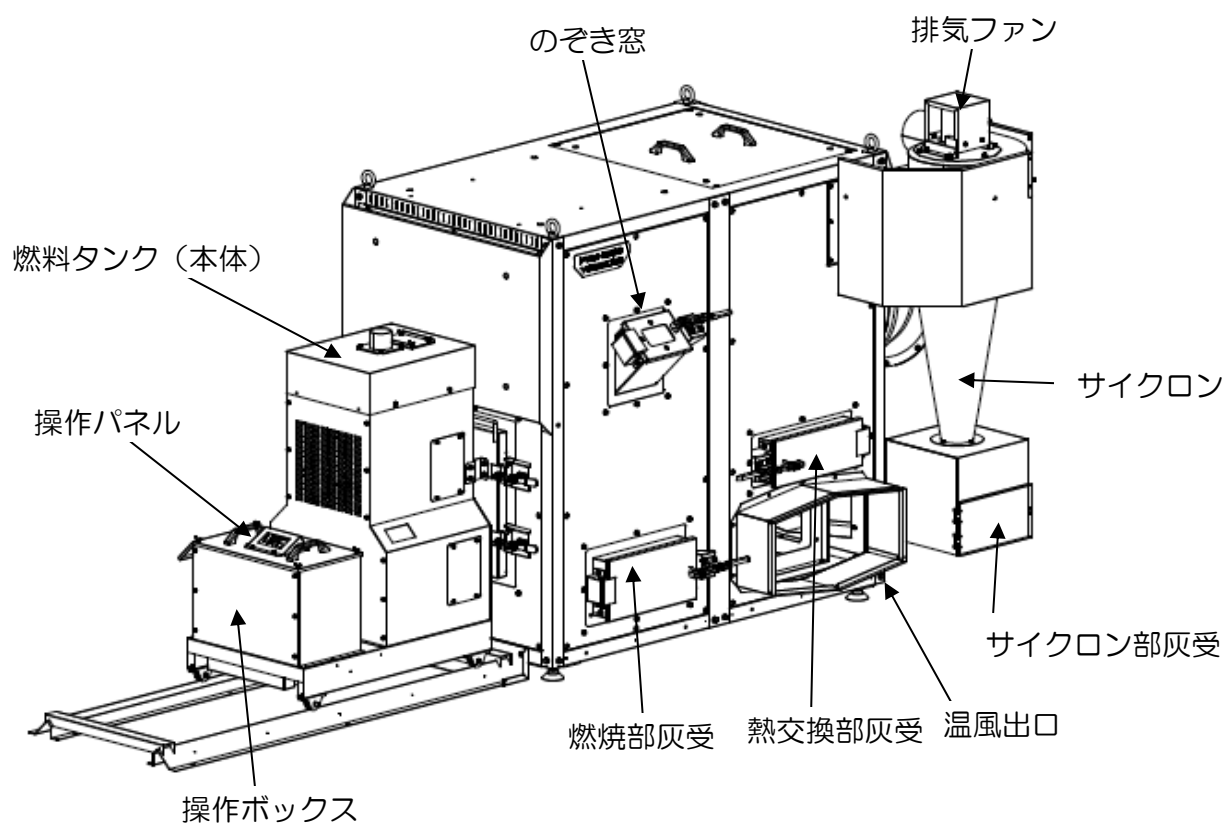 排気ファン
のぞき窓
燃料タンク（本体）
サイクロン
操作パネル
サイクロン部灰受
燃焼部灰受
熱交換部灰受
温風出口
操作ボックス